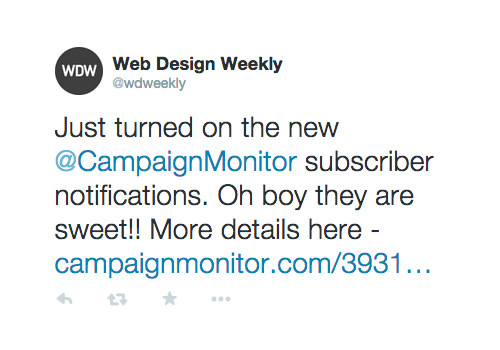 WDW
Web Design Weekly
@wdweekly
Just turned on the new
@CampaignMonitor subscriber
notifications. Oh boy they are
sweet!! More details here -
campaignmonitor.com/3931…